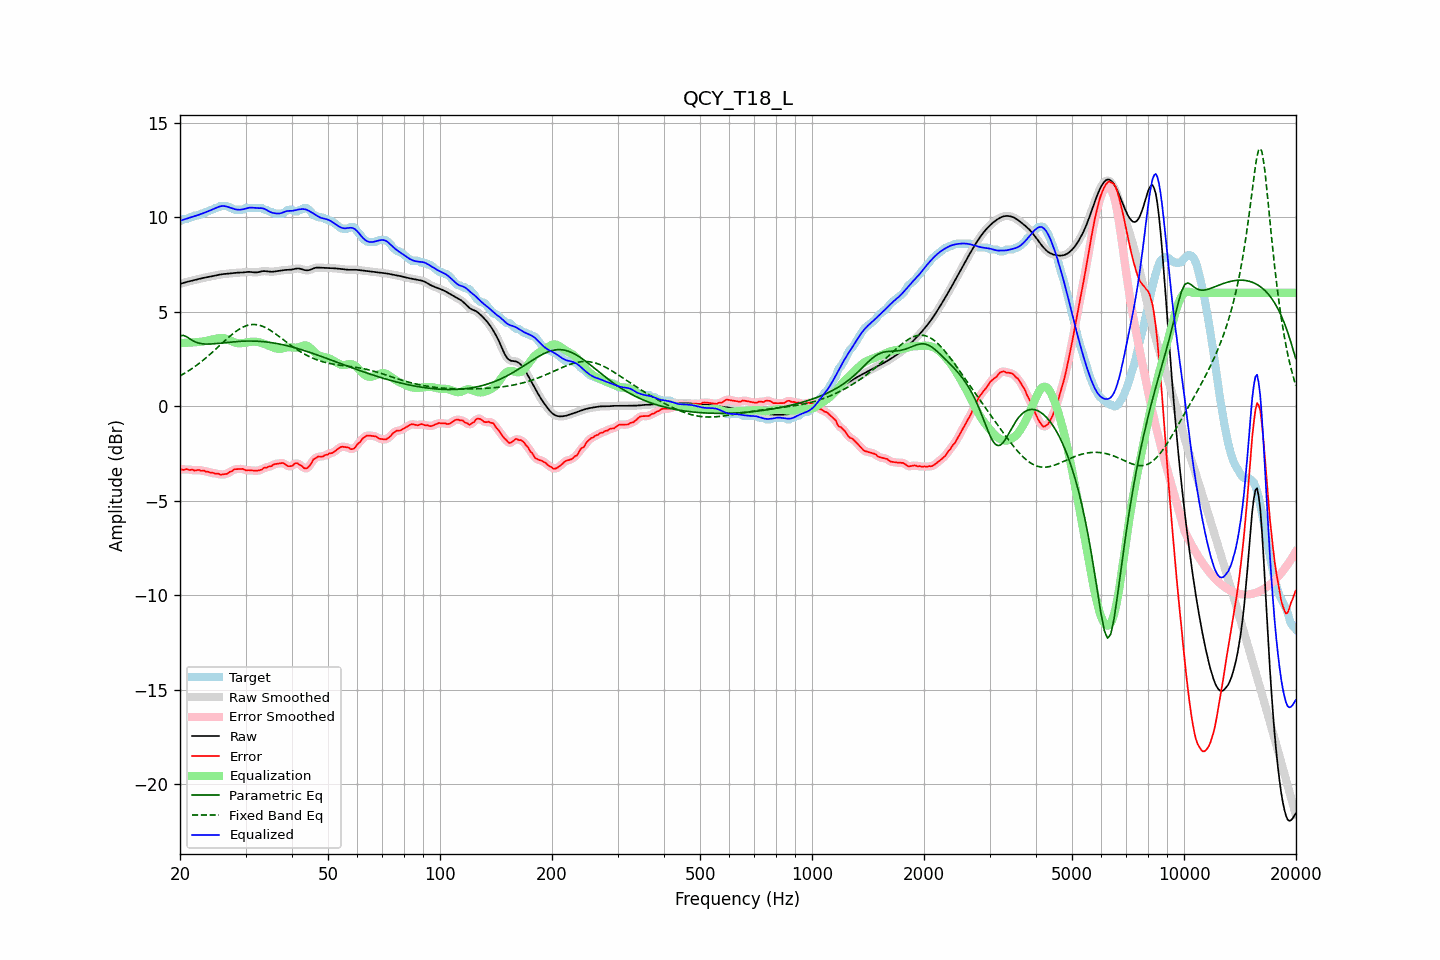 QCY_T18_L
15
10
5
0
−5
−10
−15
−20
Amplitude (dBr)
Target
Raw Smoothed
Error Smoothed
Raw
Error
Equalization
Parametric Eq
Fixed Band Eq
Equalized
20 50 100 200 500 1000 2000 5000 10000 20000
Frequency (Hz)